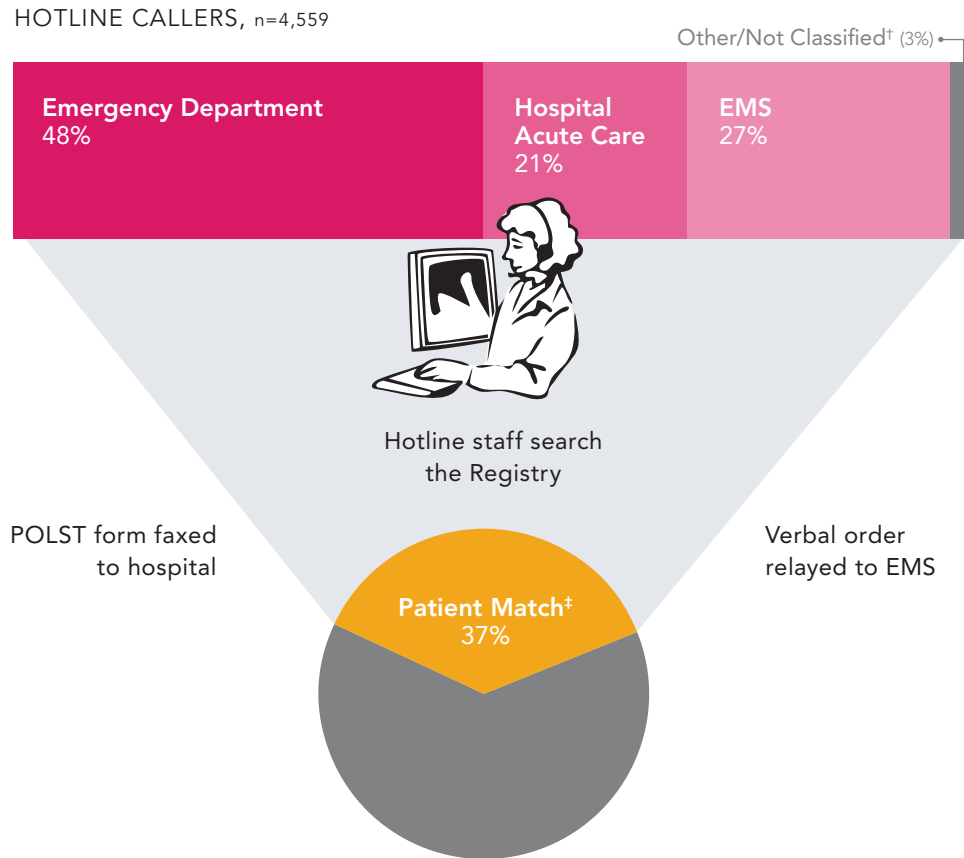 HOTLINE CALLERS, n=4,559
Other/Not Classified† (3%)
Emergency Department
48%
Hospital
Acute Care
21%
EMS
27%
Hotline staff search
the Registry
POLST form faxed
to hospital
Verbal order
relayed to EMS
Patient Match‡
37%